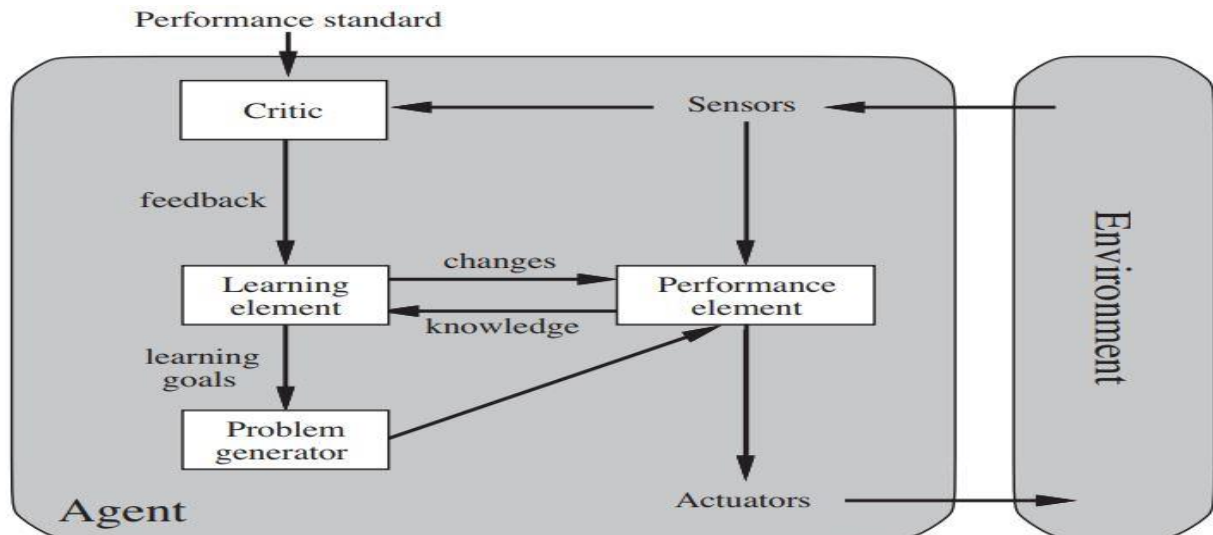 Performance standard
Critic
Sensors
feedback
Learning
element
changes
knowledge
Performance
element
learning
goals
Problem
generator
Actuators
Agent
Environment